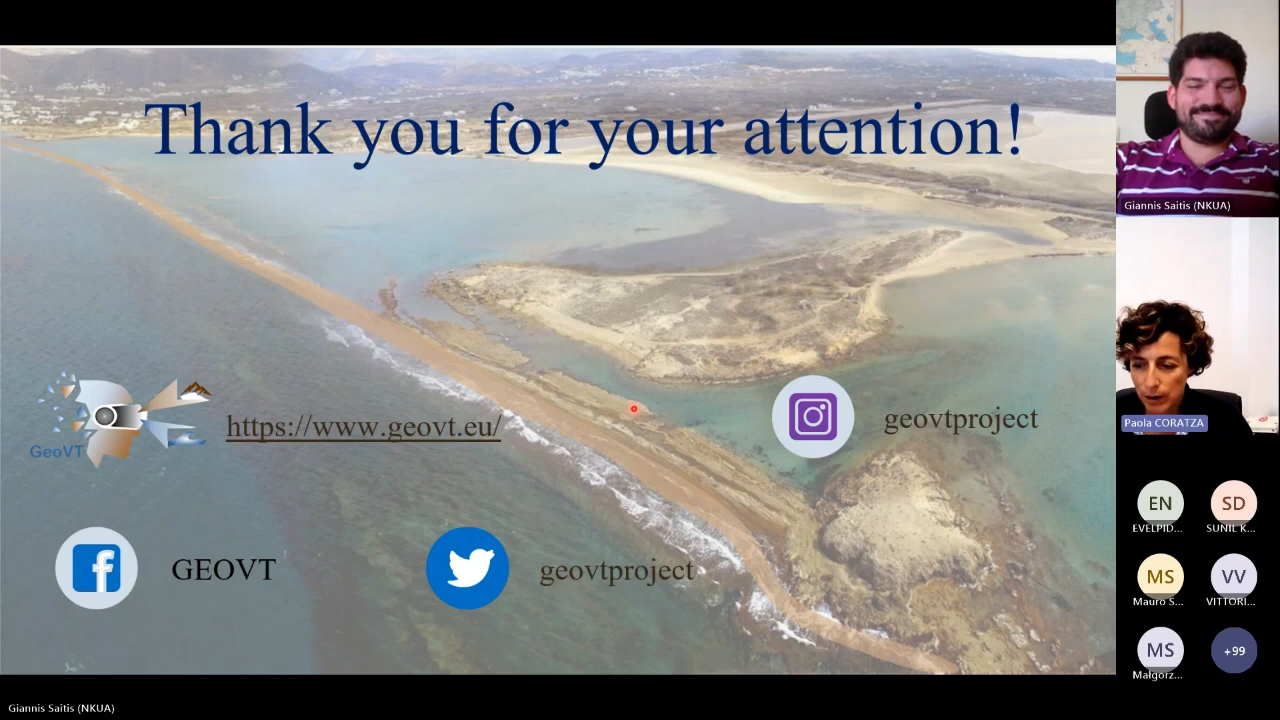 Thank you for your attention!
GeoVT
https://www.geovt.eu/
geovtproject
GEOVT
geovtproject
Giannis Saitis (NKUA)
Paola CORATZA
EN
EVELPID...
SD
SUNIL K...
MS
Mauro S...
VV
VITTORI...
MS
Małgorz...
+99
Giannis Saitis (NKUA)